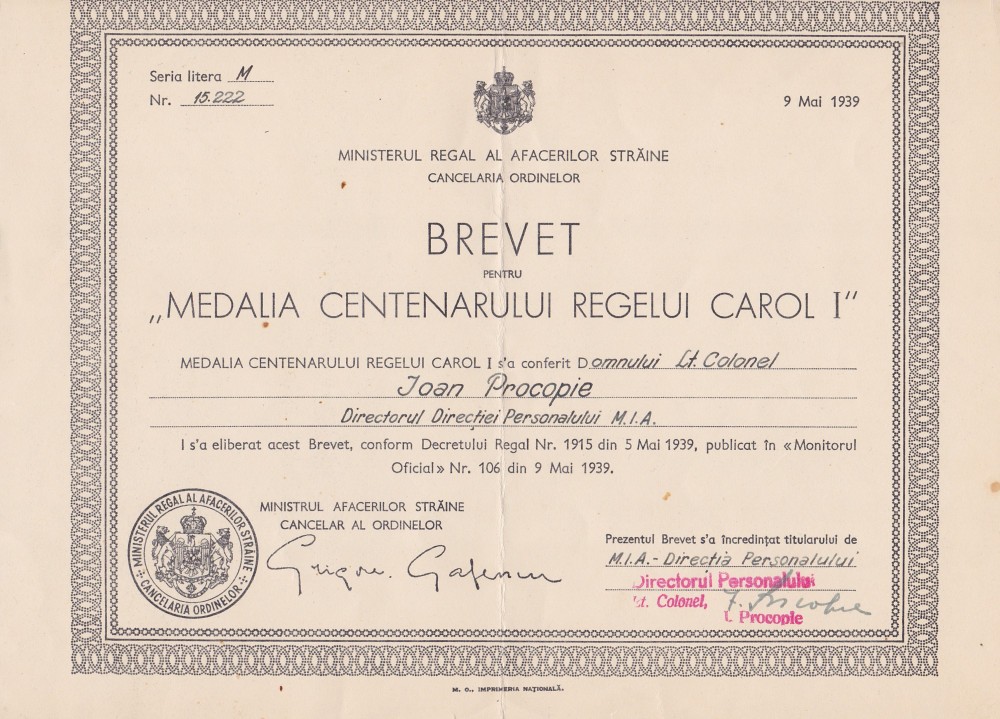 Seria litera M
Nr. 15.222
9 Mai 1939
MINISTERUL REGAL AL AFACERILOR STRĂINE
CANCELARIA ORDINELOR
BREVET
PENTRU
„MEDALIA CENTENARULUI REGELUI CAROL I"
MEDALIA CENTENARULUI REGELUI CAROL I s'a conferit Domnului Lt. Colonel
Ioan Procopie
Directorul Direcției Personalului M.I.A.
I s'a eliberat acest Brevet, conform Decretului Regal Nr. 1915 din 5 Mai 1939, publicat în «Monitorul
Oficial» Nr. 106 din 9 Mai 1939.
MINISTRUL AFACERILOR STRĂINE
CANCELAR AL ORDINELOR
Grigore Gafencu
MINISTERUL REGAL AL AFACERILOR STRĂINE
CANCELARIA ORDINELOR
Prezentul Brevet s'a încredințat titularului de
M.I.A. - Direcția Personalului
Directorul Personalului
Lt. Colonel,
I. Procopie
I. Procopie
M. O., IMPRIMERIA NAȚIONALĂ.